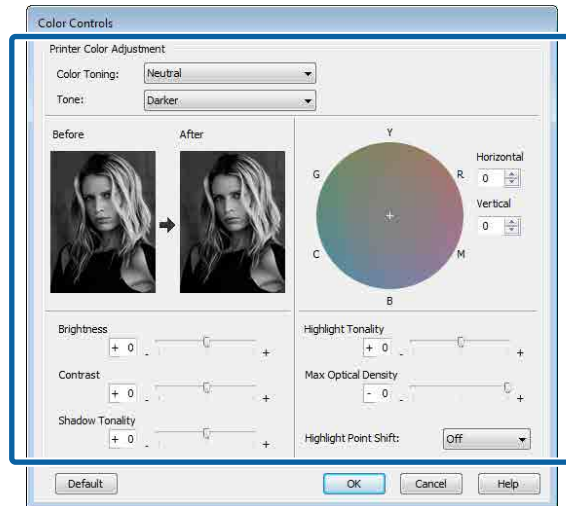 Color Controls
Printer Color Adjustment
Color Toning: Neutral
Tone: Darker
Before After
Y
G R
C M
B
Horizontal
0
Vertical
0
Brightness
+ 0 - +
Contrast
+ 0 - +
Shadow Tonality
+ 0 - +
Highlight Tonality
+ 0 - +
Max Optical Density
- 0 - +
Highlight Point Shift: Off
Default OK Cancel Help